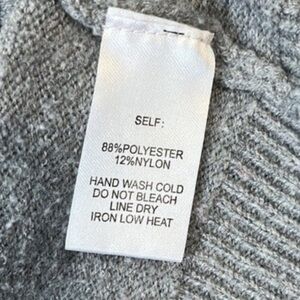 SELF:
88%POLYESTER
12%NYLON
HAND WASH COLD
DO NOT BLEACH
LINE DRY
IRON LOW HEAT